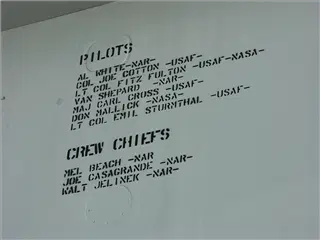 PILOTS
AL WHITE-NAR-
COL JOE COTTON -USAF-
LT COL FITZ FULTON -USAF-NASA-
VAN SHEPARD -NAR-
MAJ CARL CROSS -USAF-
DON MALLICK -NASA-
LT COL EMIL STURMTHAL -USAF-
CREW CHIEFS
MEL BEACH -NAR
JOE CASAGRANDE -NAR-
KALT JELINEK -NAR-